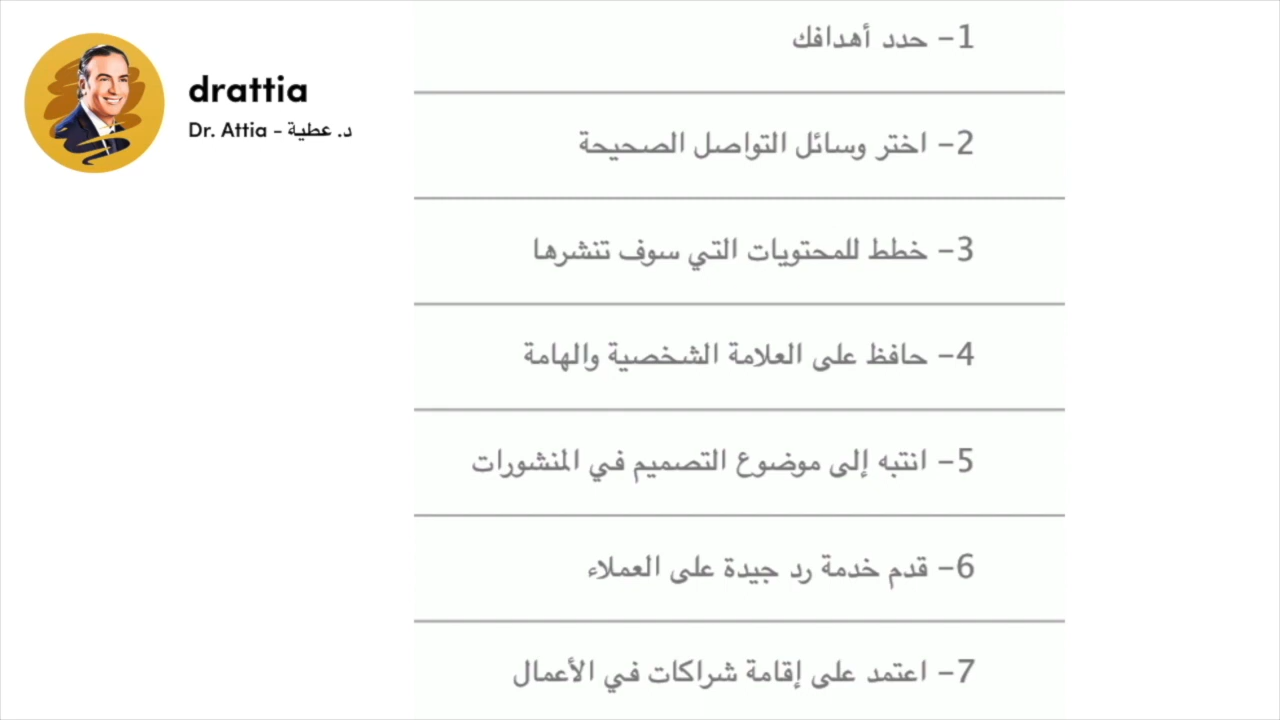 drattia
Dr. Attia - د. عطية
1- حدد أهدافك
2- اختر وسائل التواصل الصحيحة
3- خطط للمحتويات التي سوف تنشرها
4- حافظ على العلامة الشخصية والهامة
5- انتبه إلى موضوع التصميم في المنشورات
6- قدم خدمة رد جيدة على العملاء
7- اعتمد على إقامة شراكات في الأعمال